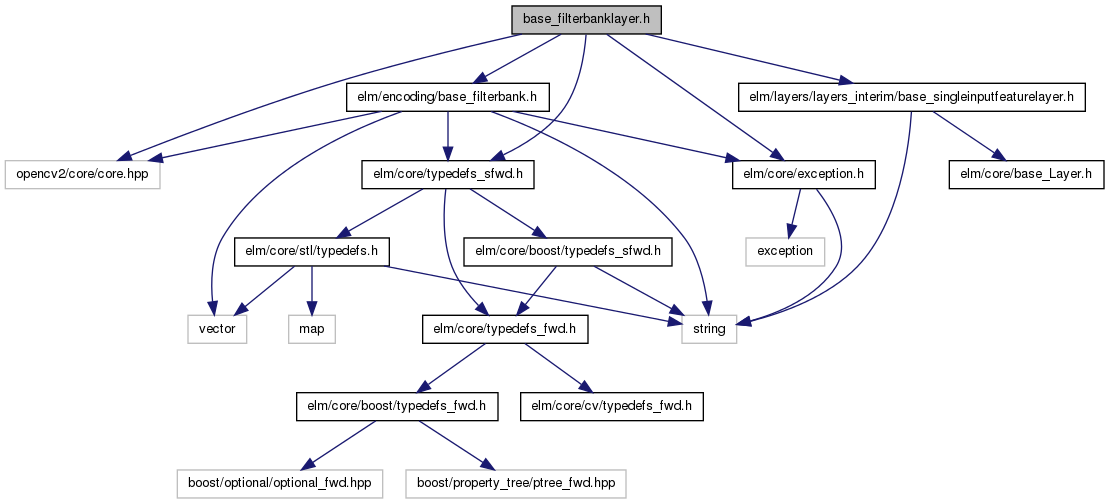 base_filterbanklayer.h
elm/encoding/base_filterbank.h
elm/layers/layers_interim/base_singleinputfeaturelayer.h
opencv2/core/core.hpp
elm/core/typedefs_sfwd.h
elm/core/exception.h
elm/core/base_Layer.h
elm/core/stl/typedefs.h
elm/core/boost/typedefs_sfwd.h
exception
vector
map
elm/core/typedefs_fwd.h
string
elm/core/boost/typedefs_fwd.h
elm/core/cv/typedefs_fwd.h
boost/optional/optional_fwd.hpp
boost/property_tree/ptree_fwd.hpp